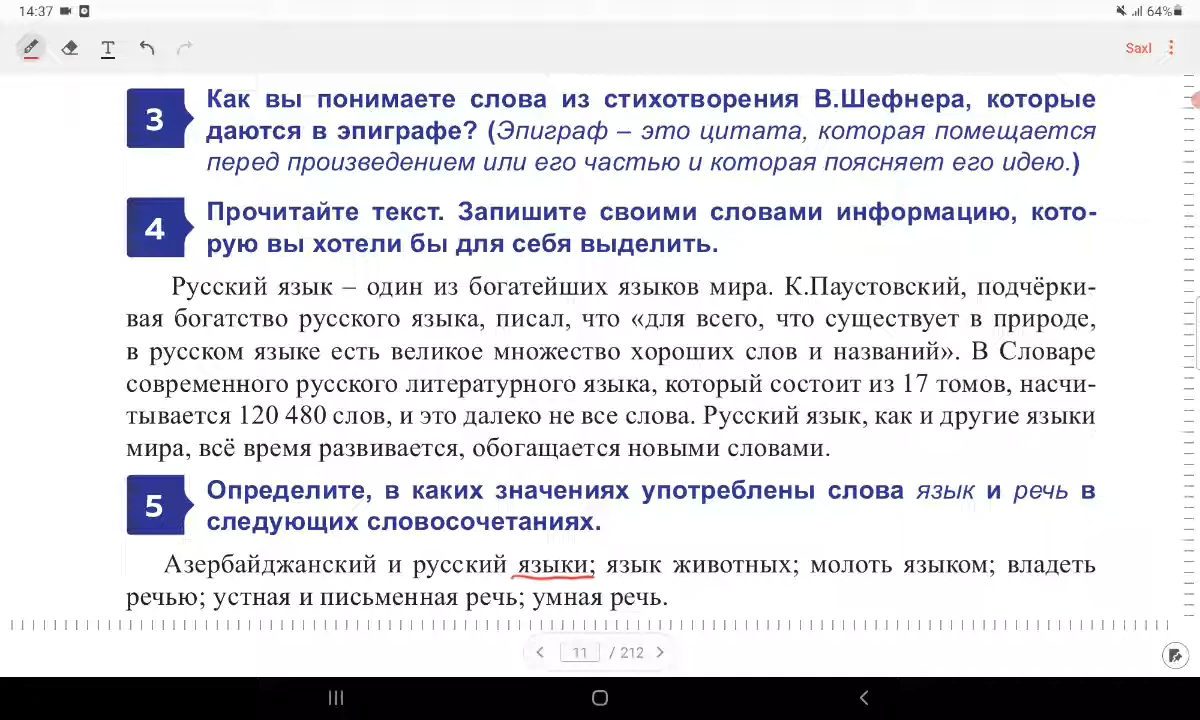 14:37
64%
T
Saxl
3
Как вы понимаете слова из стихотворения В.Шефнера, которые
даются в эпиграфе? (Эпиграф – это цитата, которая помещается
перед произведением или его частью и которая поясняет его идею.)
4
Прочитайте текст. Запишите своими словами информацию, кото-
рую вы хотели бы для себя выделить.
Русский язык – один из богатейших языков мира. К.Паустовский, подчёрки-
вая богатство русского языка, писал, что «для всего, что существует в природе,
в русском языке есть великое множество хороших слов и названий». В Словаре
современного русского литературного языка, который состоит из 17 томов, насчи-
тывается 120 480 слов, и это далеко не все слова. Русский язык, как и другие языки
мира, всё время развивается, обогащается новыми словами.
5
Определите, в каких значениях употреблены слова язык и речь в
следующих словосочетаниях.
Азербайджанский и русский языки; язык животных; молоть языком; владеть
речью; устная и письменная речь; умная речь.
11 / 212